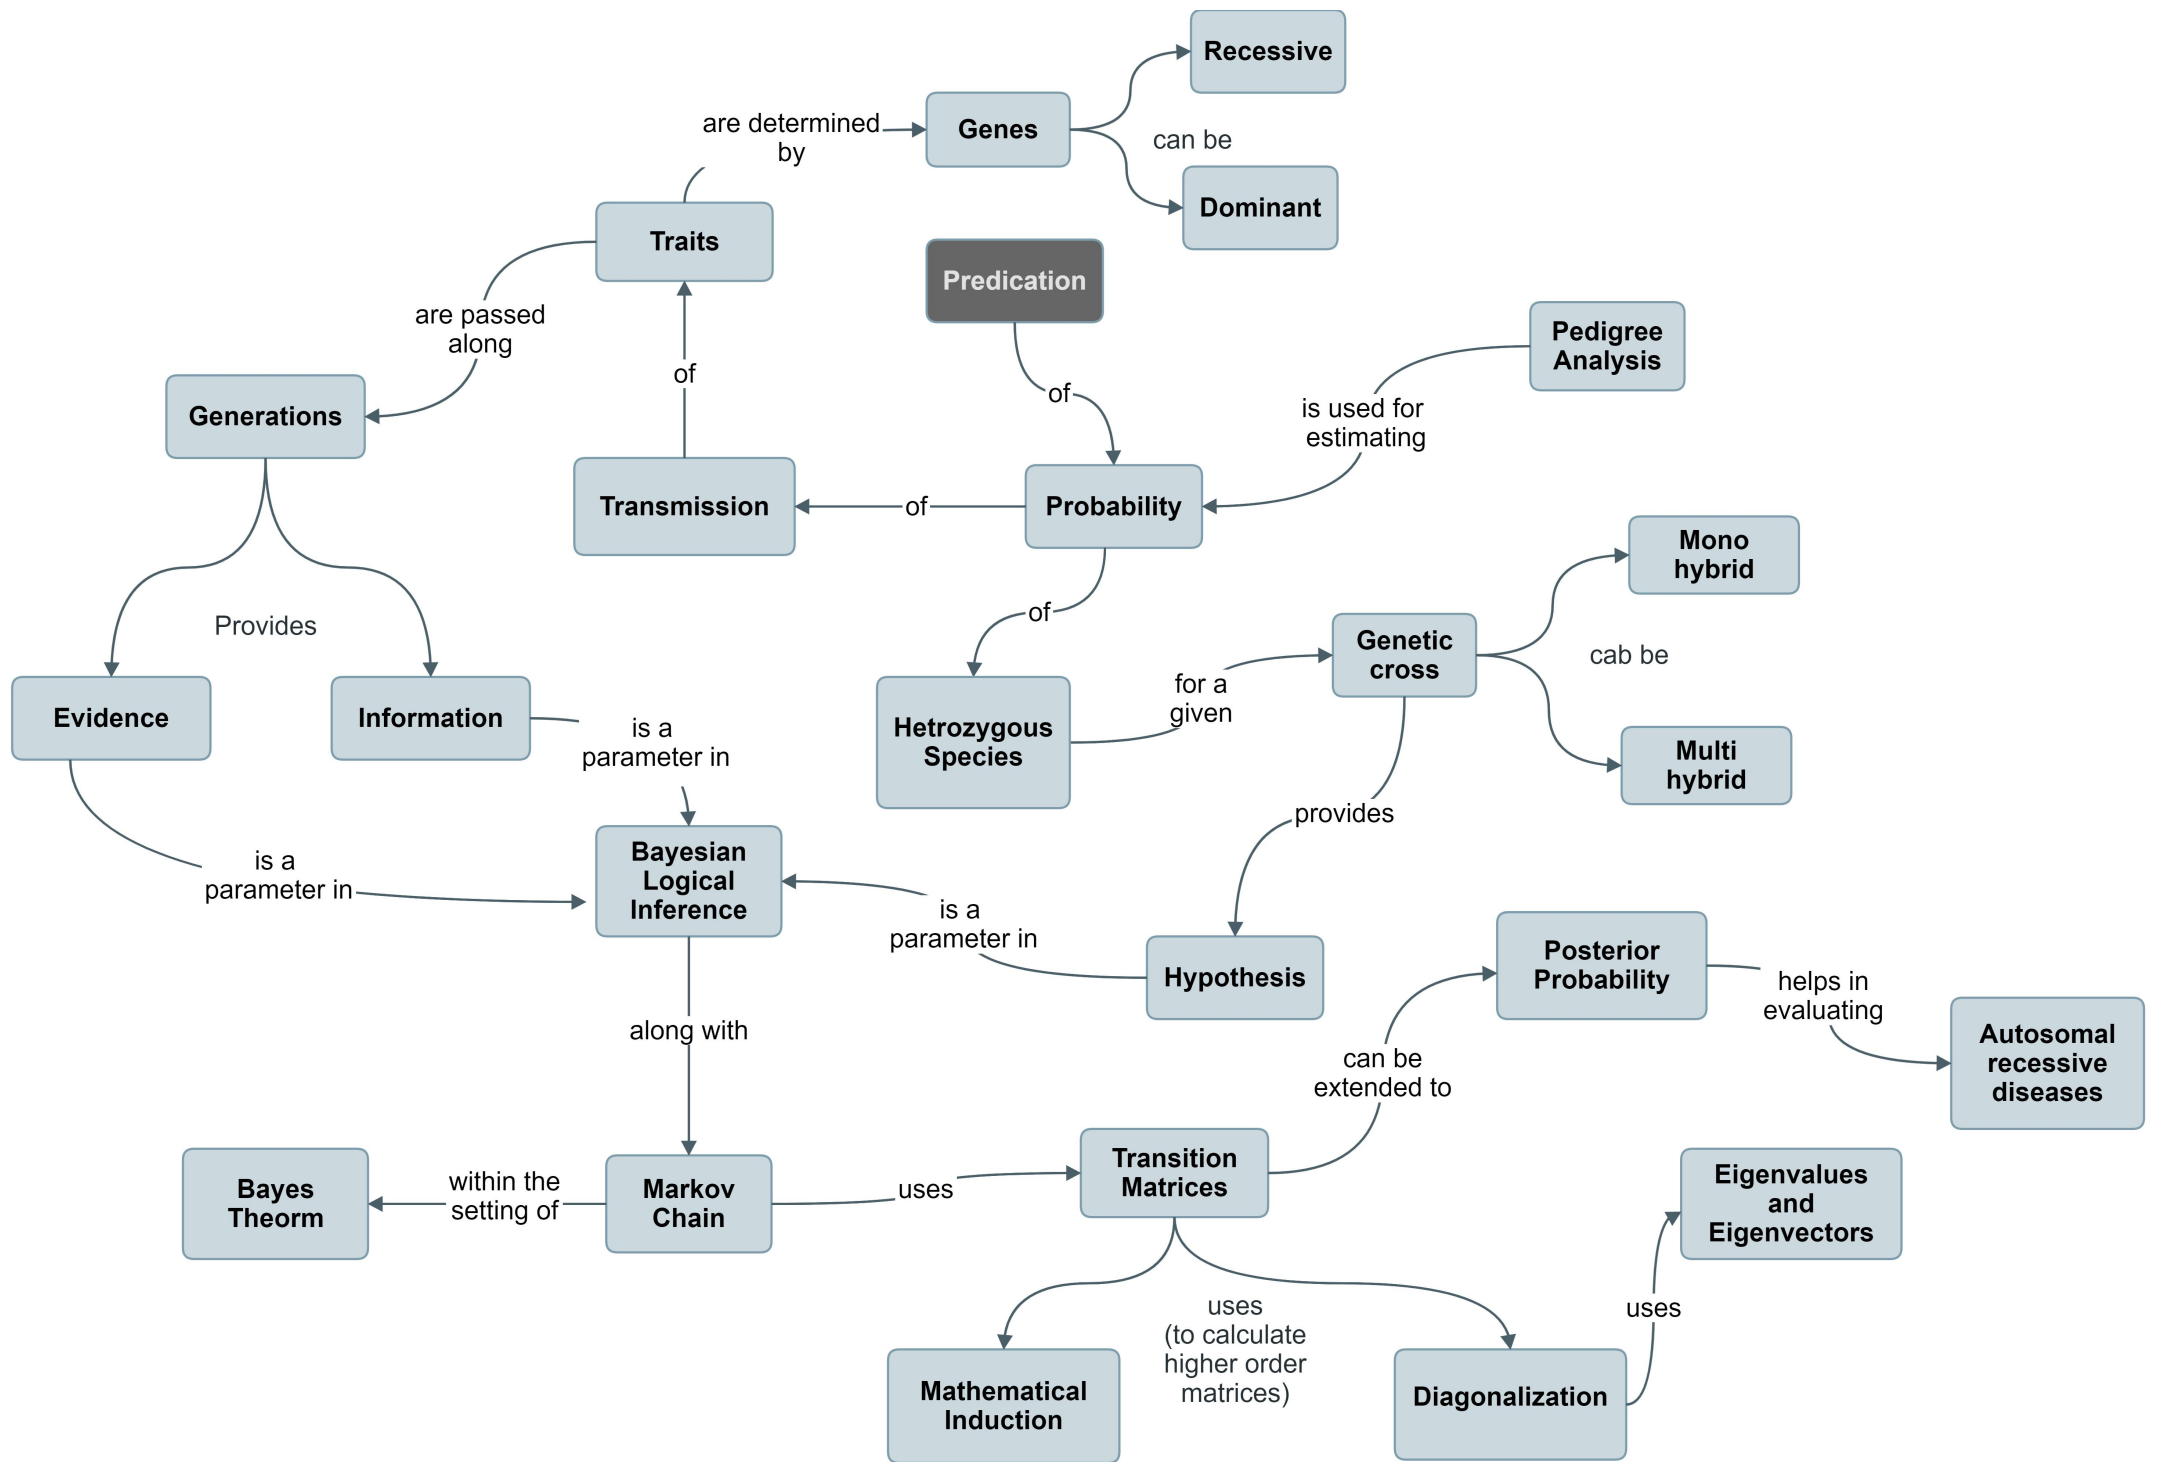 Recessive
are determined
by
Genes
can be
Dominant
Traits
Predication
are passed
along
Pedigree
Analysis
of
of
is used for
estimating
Generations
Transmission
of
Probability
Mono
hybrid
of
Provides
Genetic
cross
cab be
Evidence
Information
is a
parameter in
Hetrozygous
Species
for a
given
Multi
hybrid
provides
is a
parameter in
Bayesian
Logical
Inference
is a
parameter in
Hypothesis
Posterior
Probability
helps in
evaluating
Autosomal
recessive
diseases
along with
can be
extended to
Bayes
Theorm
within the
setting of
Markov
Chain
uses
Transition
Matrices
Eigenvalues
and
Eigenvectors
uses
(to calculate
higher order
matrices)
uses
Mathematical
Induction
Diagonalization